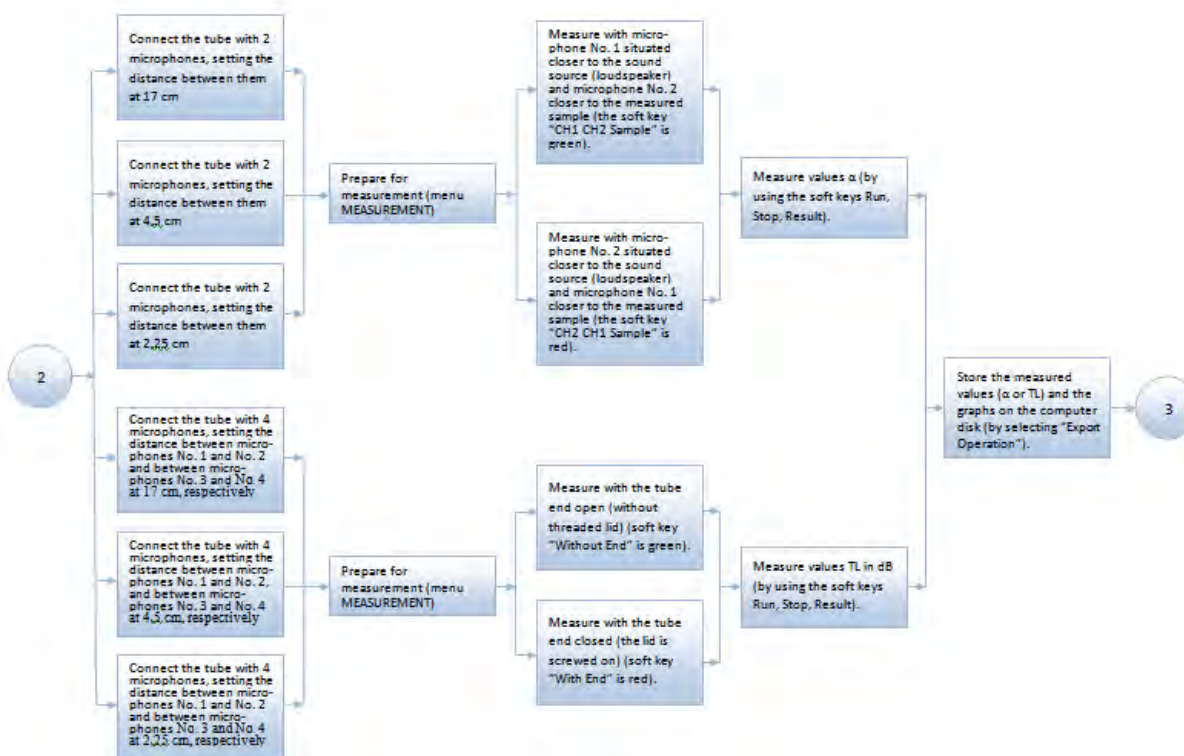 Connect the tube with 2
microphones, setting the
distance between them
at 17 cm
Connect the tube with 2
microphones, setting the
distance between them
at 4,5 cm
Connect the tube with 2
microphones, setting the
distance between them
at 2,25 cm
2
Connect the tube with 4
microphones, setting the
distance between micro-
phones No. 1 and No. 2
and between micro-
phones No. 3 and No. 4
at 17 cm, respectively
Connect the tube with 4
microphones, setting the
distance between micro-
phones No. 1 and No. 2,
and between micro-
phones No. 3 and No. 4
at 4,5 cm, respectively
Connect the tube with 4
microphones, setting the
distance between micro-
phones No. 1 and No. 2
and between micro-
phones No. 3 and No. 4
at 2,25 cm, respectively
Prepare for
measurement (menu
MEASUREMENT)
Prepare for
measurement (menu
MEASUREMENT)
Measure with micro-
phone No. 1 situated
closer to the sound
source (loudspeaker)
and microphone No. 2
closer to the measured
sample (the soft key
"CH1 CH2 Sample" is
green).
Measure with micro-
phone No. 2 situated
closer to the sound
source (loudspeaker)
and microphone No. 1
closer to the measured
sample (the soft key
"CH2 CH1 Sample" is
red).
Measure with the tube
end open (without
threaded lid) (soft key
"Without End" is green).
Measure with the tube
end closed (the lid is
screwed on) (soft key
"With End" is red).
Measure values α (by
using the soft keys Run,
Stop, Result).
Measure values TL in dB
(by using the soft keys
Run, Stop, Result).
Store the measured
values (α or TL) and the
graphs on the computer
disk (by selecting "Export
Operation").
3